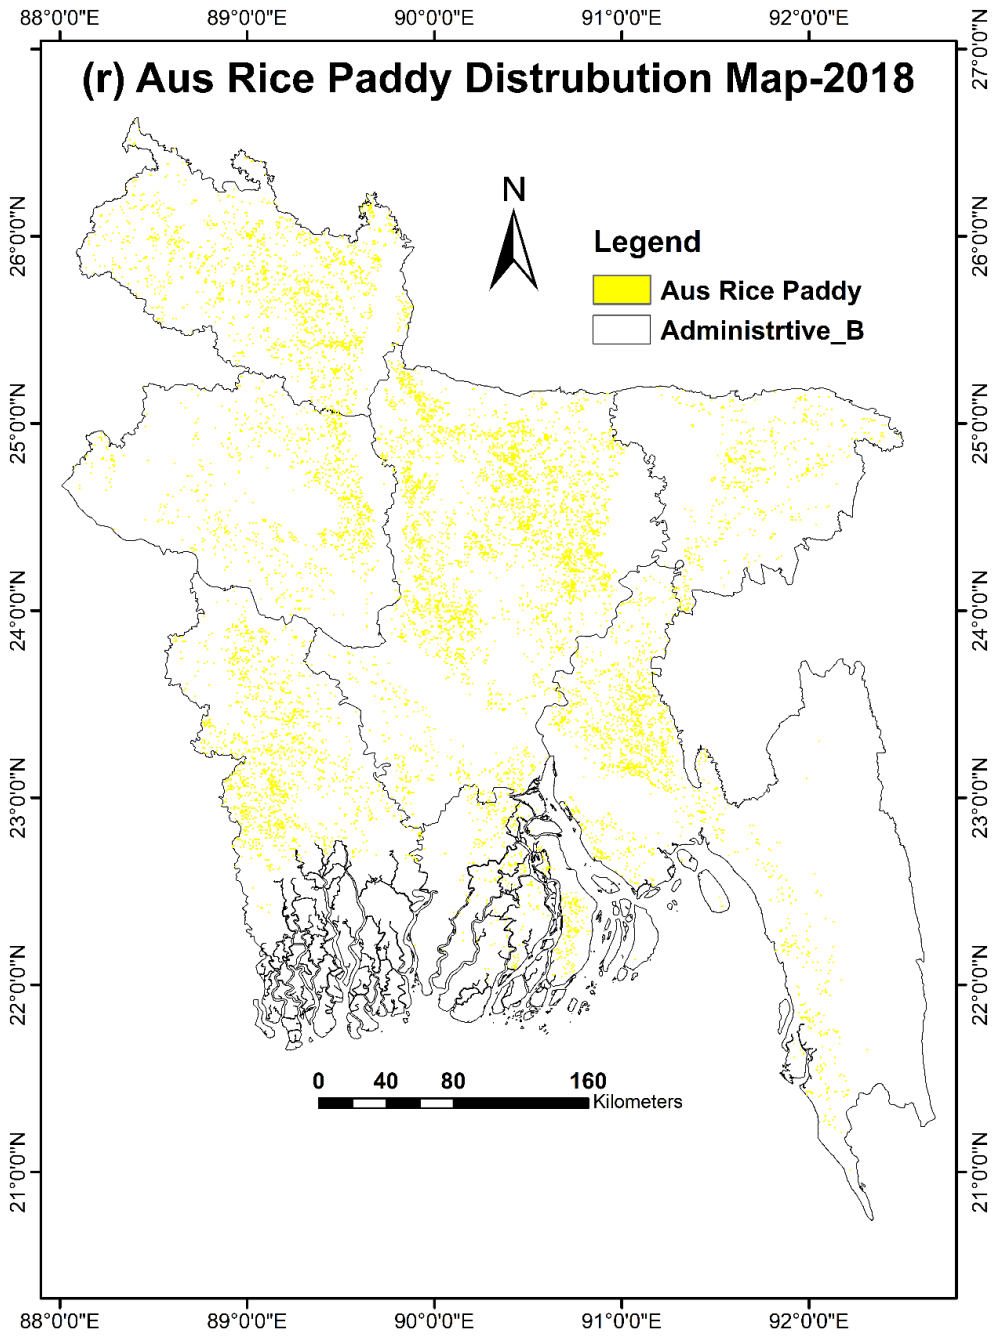 88°0'0"E 89°0'0"E 90°0'0"E 91°0'0"E 92°0'0"E
(r) Aus Rice Paddy Distrubution Map-2018
N
Legend
Aus Rice Paddy
Administrtive_B
27°0'0"N
26°0'0"N 26°0'0"N
25°0'0"N 25°0'0"N
24°0'0"N 24°0'0"N
23°0'0"N 23°0'0"N
22°0'0"N 22°0'0"N
21°0'0"N 21°0'0"N
0 40 80 160
Kilometers
88°0'0"E 89°0'0"E 90°0'0"E 91°0'0"E 92°0'0"E